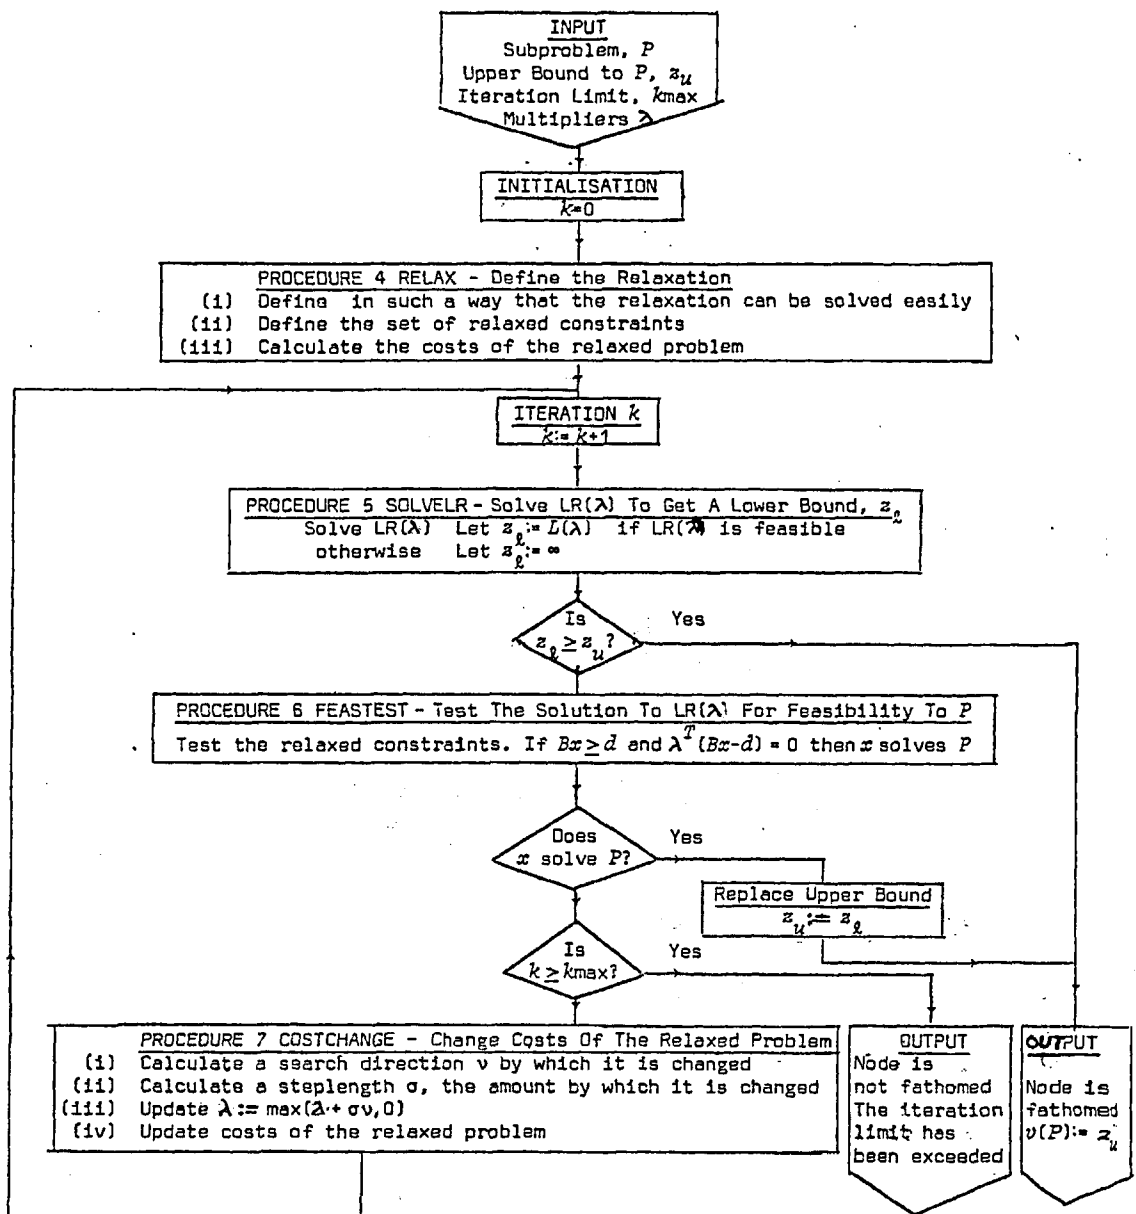 INPUT
Subproblem, P
Upper Bound to P, z_u
Iteration Limit, kmax
Multipliers λ
INITIALISATION
k=0
PROCEDURE 4 RELAX - Define the Relaxation
(i) Define in such a way that the relaxation can be solved easily
(ii) Define the set of relaxed constraints
(iii) Calculate the costs of the relaxed problem
ITERATION k
k:= k+1
PROCEDURE 5 SOLVELR - Solve LR(λ) To Get A Lower Bound, z_ℓ
Solve LR(λ) Let z_ℓ:= L(λ) if LR(λ) is feasible
otherwise Let z_ℓ:= ∞
Is
z_ℓ ≥ z_u?
Yes
PROCEDURE 6 FEASTEST - Test The Solution To LR(λ) For Feasibility To P
Test the relaxed constraints. If Bx ≥ d and λ^T(Bx-d) = 0 then x solves P
Does
x solve P?
Yes
Replace Upper Bound
z_u:= z_ℓ
Is
k ≥ kmax?
Yes
PROCEDURE 7 COSTCHANGE - Change Costs Of The Relaxed Problem
(i) Calculate a search direction ν by which it is changed
(ii) Calculate a steplength σ, the amount by which it is changed
(iii) Update λ := max(λ + σν,0)
(iv) Update costs of the relaxed problem
OUTPUT
Node is
not fathomed
The iteration
limit has
been exceeded
OUTPUT
Node is
fathomed
v(P):= z_u